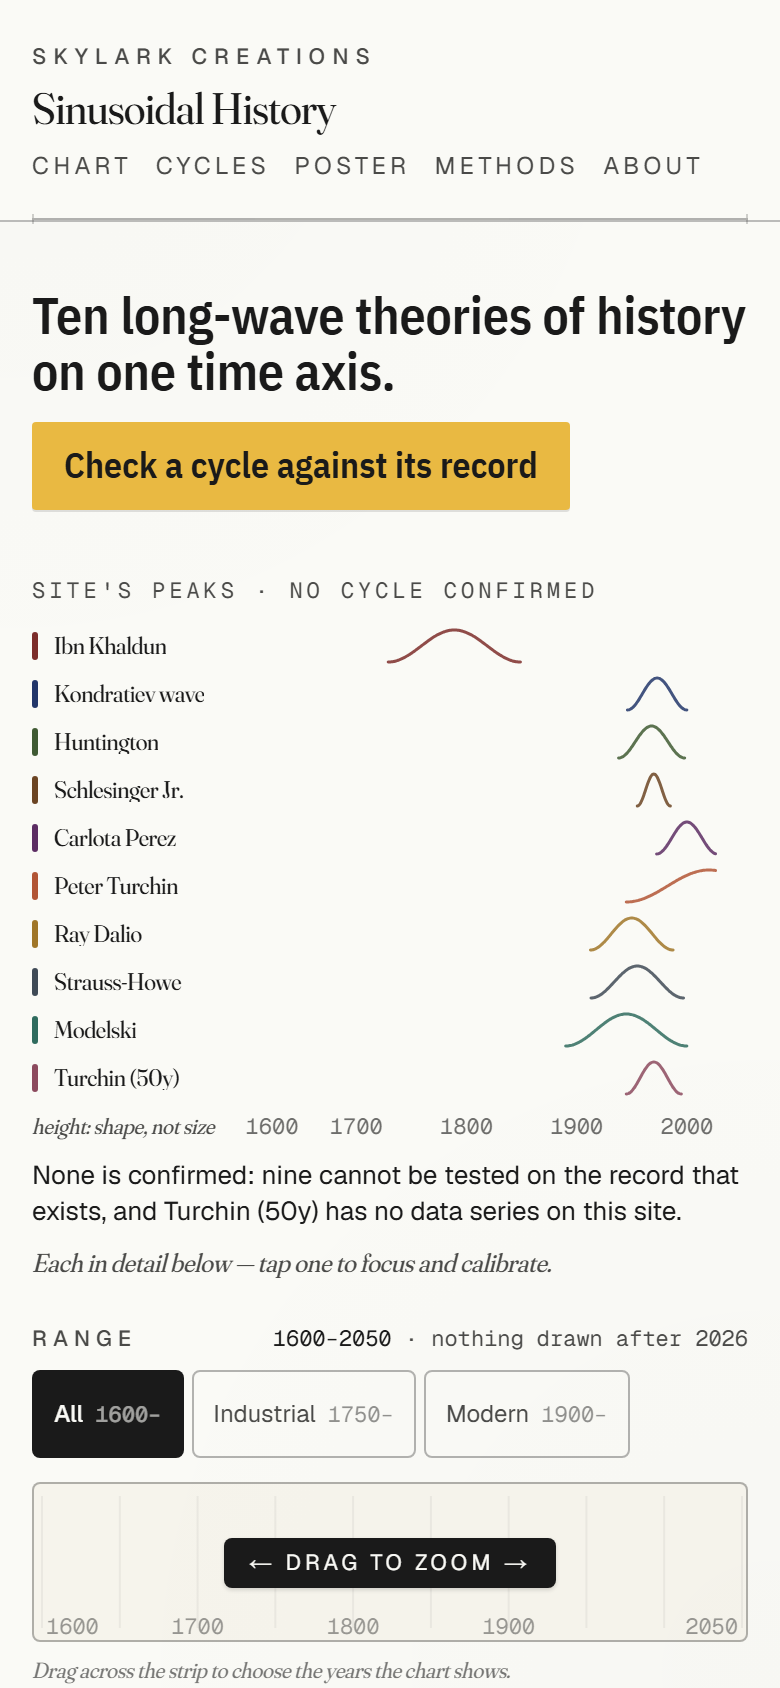 SKYLARK CREATIONS
Sinusoidal History
CHART CYCLES POSTER METHODS ABOUT
Ten long-wave theories of history
on one time axis.
Check a cycle against its record
SITE'S PEAKS · NO CYCLE CONFIRMED
Ibn Khaldun
Kondratiev wave
Huntington
Schlesinger Jr.
Carlota Perez
Peter Turchin
Ray Dalio
Strauss-Howe
Modelski
Turchin (50y)
height: shape, not size 1600 1700 1800 1900 2000
None is confirmed: nine cannot be tested on the record that
exists, and Turchin (50y) has no data series on this site.
Each in detail below — tap one to focus and calibrate.
RANGE 1600–2050 · nothing drawn after 2026
All 1600– Industrial 1750– Modern 1900–
← DRAG TO ZOOM →
1600 1700 1800 1900 2050
Drag across the strip to choose the years the chart shows.